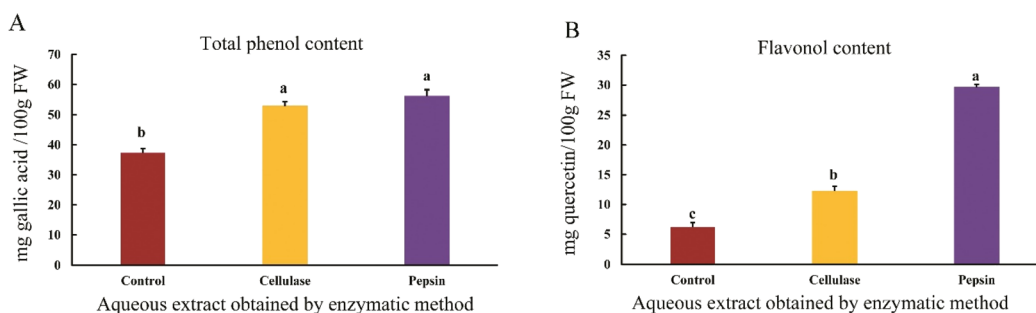 A
Total phenol content
mg gallic acid /100g FW
70
60
50
40
30
20
10
0
b
a
a
Control
Cellulase
Pepsin
Aqueous extract obtained by enzymatic method
B
Flavonol content
mg quercetin/100g FW
35
30
25
20
15
10
5
0
c
b
a
Control
Cellulase
Pepsin
Aqueous extract obtained by enzymatic method